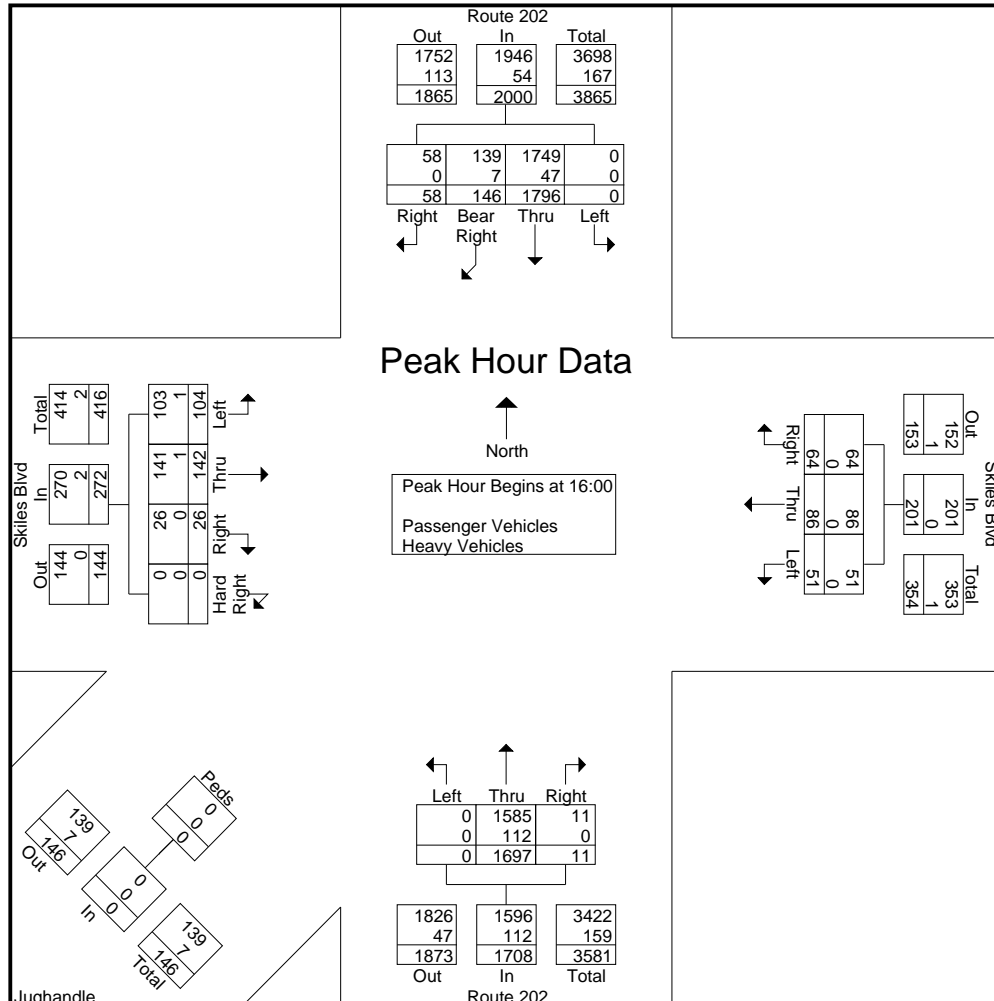 Route 202
Out In Total
1752 1946 3698
113 54 167
1865 2000 3865
58 139 1749 0
0 7 47 0
58 146 1796 0
Right Bear Right Thru Left
Peak Hour Data
North
Peak Hour Begins at 16:00
Passenger Vehicles
Heavy Vehicles
Skiles Blvd
Total In Out
414 270 144
2 2 0
416 272 144
103 141 26 0
1 1 0 0
104 142 26 0
Left Thru Right Hard Right
Skiles Blvd
Out In Total
152 201 353
1 0 1
153 201 354
64 86 51
0 0 0
64 86 51
Right Thru Left
Peds
0
0
0
Out In Total
139 0 139
7 0 7
146 0 146
Jughandle
Left Thru Right
0 1585 11
0 112 0
0 1697 11
1826 1596 3422
47 112 159
1873 1708 3581
Out In Total
Route 202